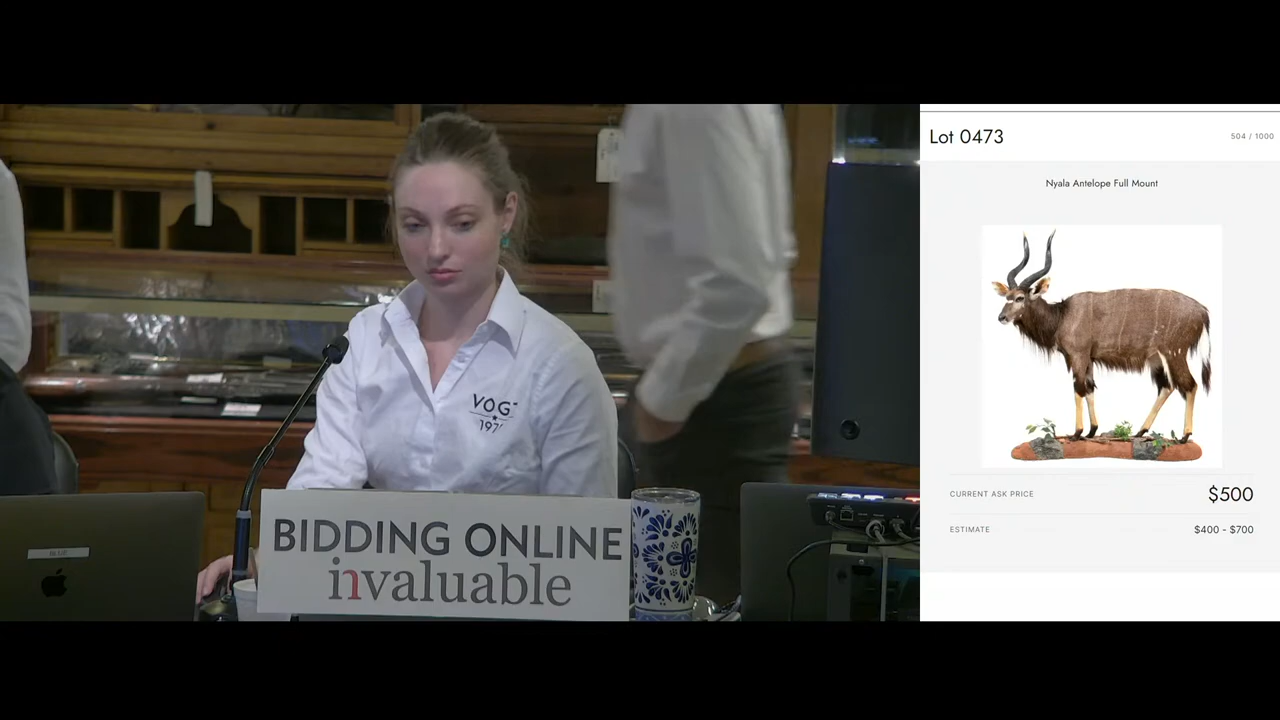 VOG
197
BLUE
BIDDING ONLINE
invaluable
Lot 0473
504 / 1000
Nyala Antelope Full Mount
CURRENT ASK PRICE
$500
ESTIMATE
$400 - $700